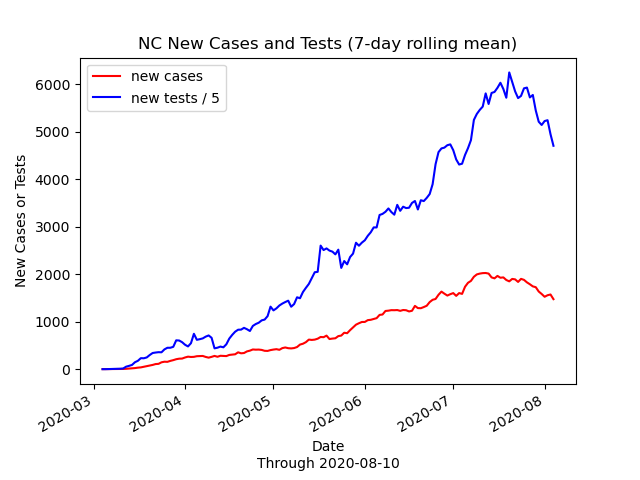 NC New Cases and Tests (7-day rolling mean)
new cases
new tests / 5
6000
5000
4000
3000
2000
1000
0
New Cases or Tests
2020-03
2020-04
2020-05
2020-06
2020-07
2020-08
Date
Through 2020-08-10